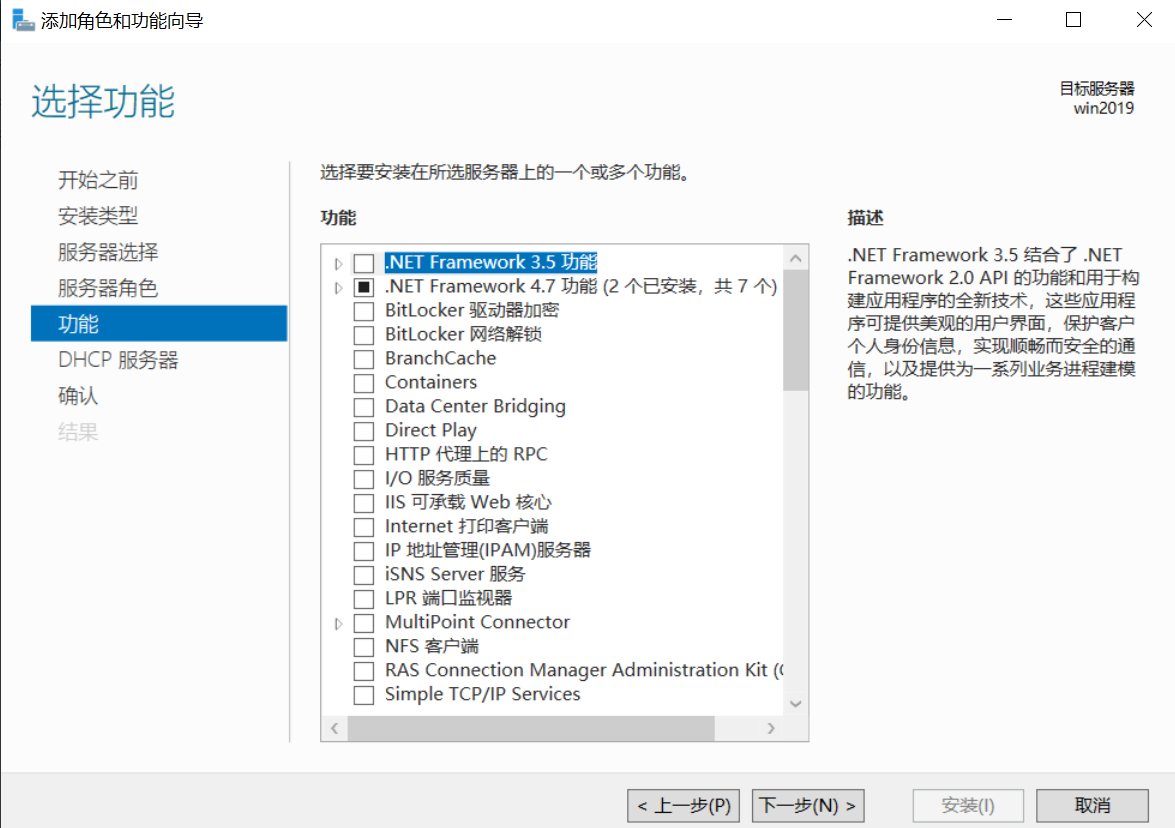 添加角色和功能向导
选择功能
目标服务器
win2019
开始之前
安装类型
服务器选择
服务器角色
功能
DHCP 服务器
确认
结果
选择要安装在所选服务器上的一个或多个功能。
功能
.NET Framework 3.5 功能
.NET Framework 4.7 功能 (2 个已安装，共 7 个)
BitLocker 驱动器加密
BitLocker 网络解锁
BranchCache
Containers
Data Center Bridging
Direct Play
HTTP 代理上的 RPC
I/O 服务质量
IIS 可承载 Web 核心
Internet 打印客户端
IP 地址管理(IPAM)服务器
iSNS Server 服务
LPR 端口监视器
MultiPoint Connector
NFS 客户端
RAS Connection Manager Administration Kit (
Simple TCP/IP Services
描述
.NET Framework 3.5 结合了 .NET
Framework 2.0 API 的功能和用于构
建应用程序的全新技术，这些应用程
序可提供美观的用户界面，保护客户
个人身份信息，实现顺畅而安全的通
信，以及提供为一系列业务进程建模
的功能。
< 上一步(P)
下一步(N) >
安装(I)
取消